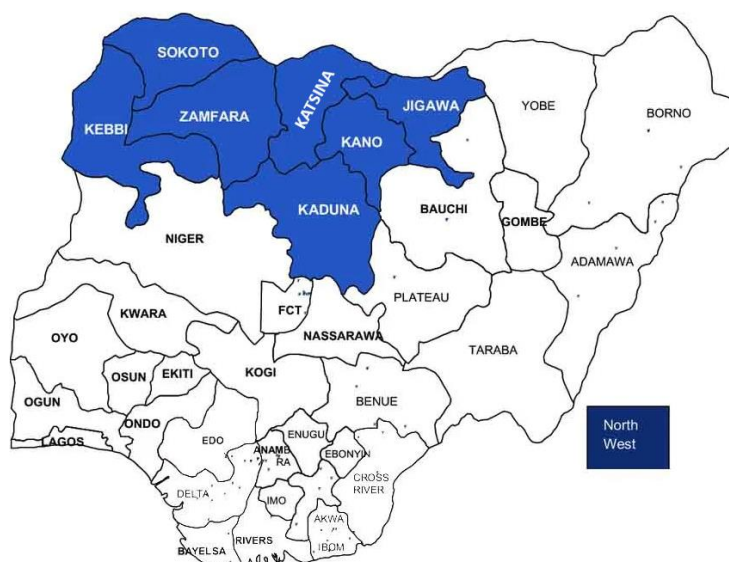 SOKOTO
KATSINA
YOBE
BORNO
JIGAWA
ZAMFARA
KEBBI
KANO
KADUNA
BAUCHI
GOMBE
NIGER
ADAMAWA
PLATEAU
FCT
KWARA
NASSARAWA
OYO
TARABA
OSUN
EKITI
KOGI
OGUN
BENUE
ONDO
North
West
LAGOS
EDO
ENUGU
ANAMB
RA
EBONYIN
CROSS
RIVER
DELTA
IMO
AKWA
IBOM
RIVERS
BAYELSA